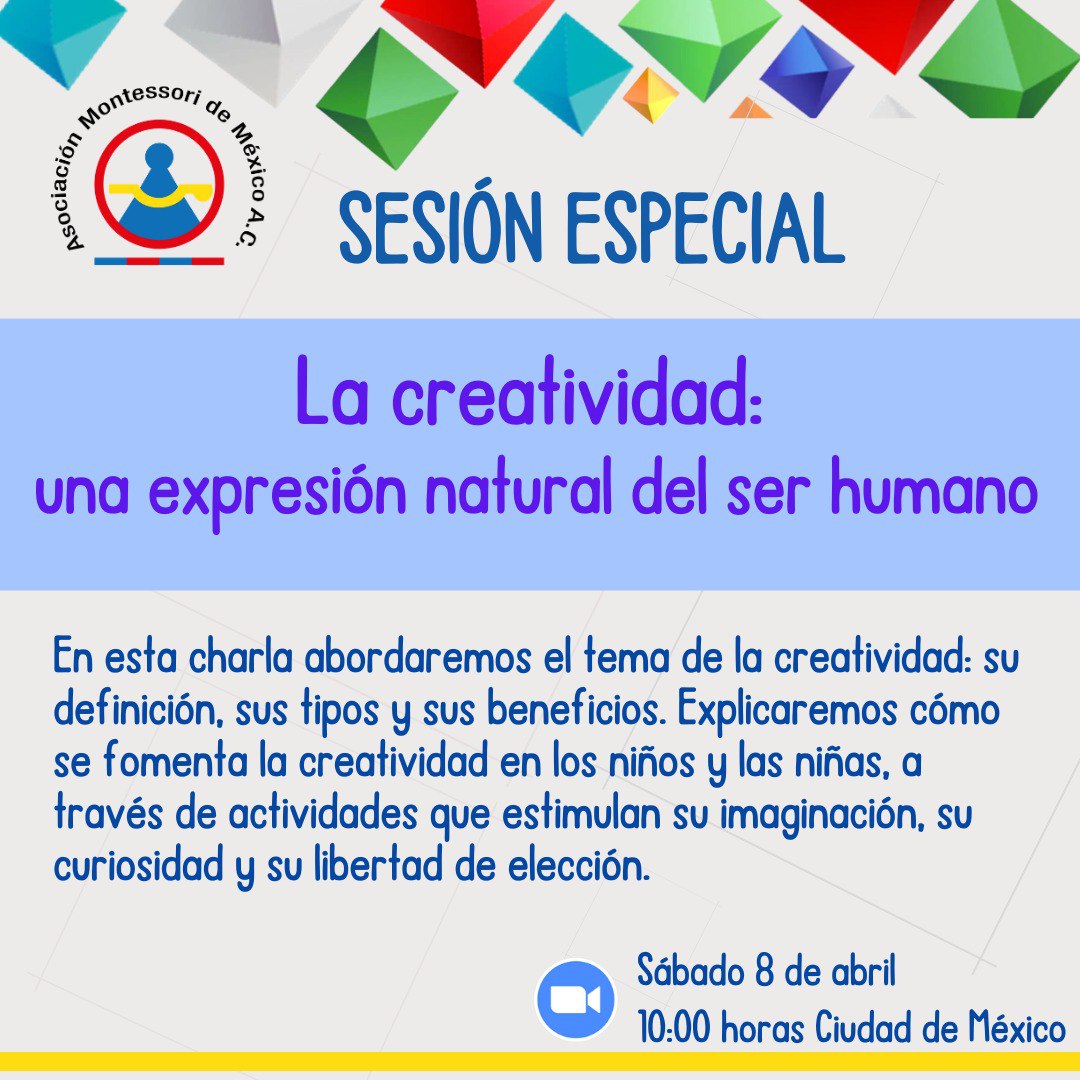 Asociación Montessori de México A.C.
SESIÓN ESPECIAL
La creatividad:
una expresión natural del ser humano
En esta charla abordaremos el tema de la creatividad: su
definición, sus tipos y sus beneficios. Explicaremos cómo
se fomenta la creatividad en los niños y las niñas, a
través de actividades que estimulan su imaginación, su
curiosidad y su libertad de elección.
Sábado 8 de abril
10:00 horas Ciudad de México